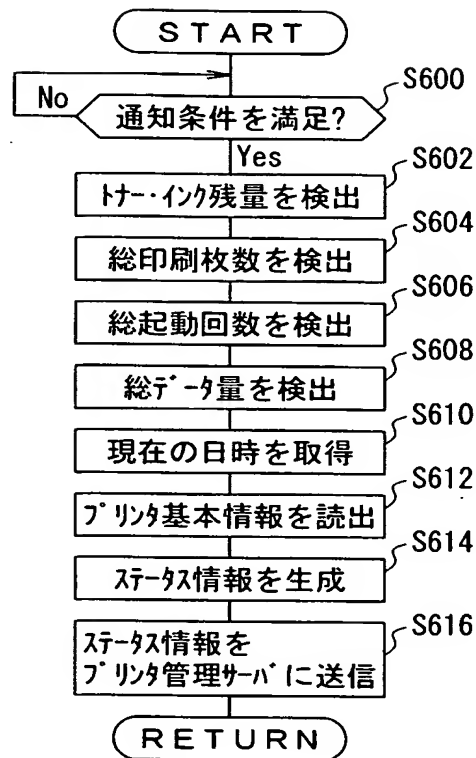 START
S600
No
通知条件を満足?
Yes
S602
トナー・インク残量を検出
S604
総印刷枚数を検出
S606
総起動回数を検出
S608
総データ量を検出
S610
現在の日時を取得
S612
プリンタ基本情報を読出
S614
ステータス情報を生成
S616
ステータス情報を
プリンタ管理サーバに送信
RETURN